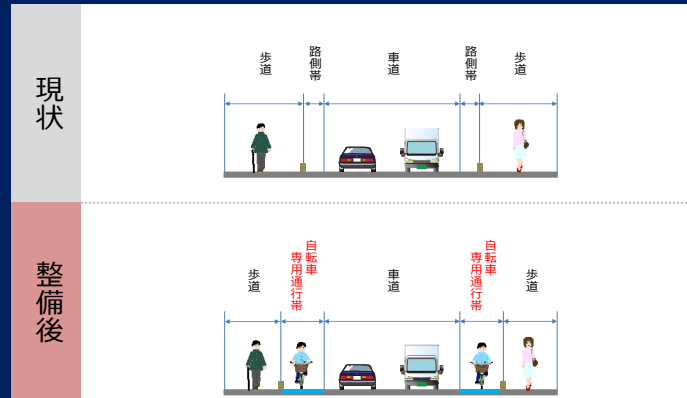 現状
歩道
路側帯
車道
路側帯
歩道
整備後
歩道
自転車
専用通行帯
車道
自転車
専用通行帯
歩道